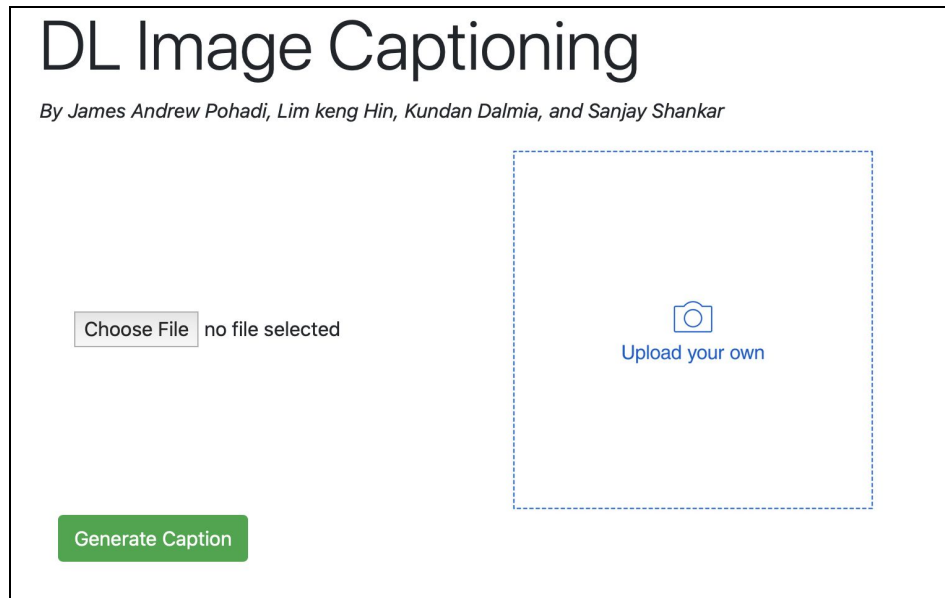 DL Image Captioning
By James Andrew Pohadi, Lim keng Hin, Kundan Dalmia, and Sanjay Shankar
Choose File no file selected
Upload your own
Generate Caption